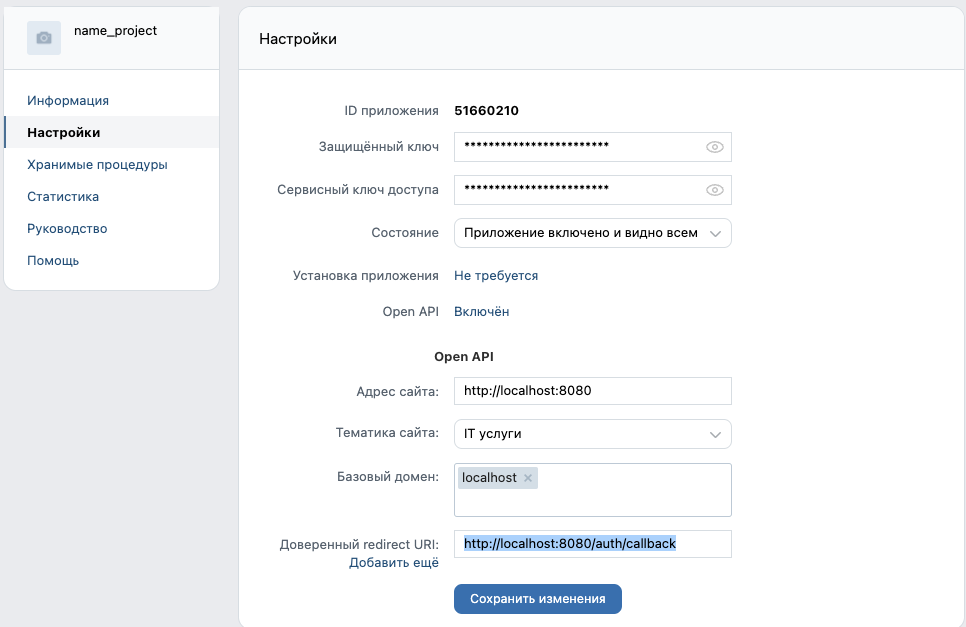 name_project
Информация
Настройки
Хранимые процедуры
Статистика
Руководство
Помощь
Настройки
ID приложения 51660210
Защищённый ключ ************************
Сервисный ключ доступа ************************
Состояние Приложение включено и видно всем
Установка приложения Не требуется
Open API Включён
Open API
Адрес сайта: http://localhost:8080
Тематика сайта: IT услуги
Базовый домен: localhost ×
Доверенный redirect URI: http://localhost:8080/auth/callback
Добавить ещё
Сохранить изменения